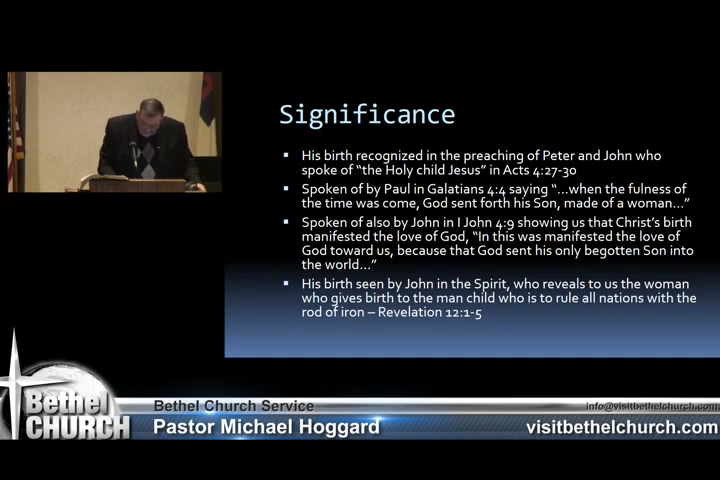 Significance
His birth recognized in the preaching of Peter and John who
spoke of "the Holy child Jesus" in Acts 4:27-30
Spoken of by Paul in Galatians 4:4 saying "...when the fulness of
the time was come, God sent forth his Son, made of a woman..."
Spoken of also by John in I John 4:9 showing us that Christ's birth
manifested the love of God, "In this was manifested the love of
God toward us, because that God sent his only begotten Son into
the world..."
His birth seen by John in the Spirit, who reveals to us the woman
who gives birth to the man child who is to rule all nations with the
rod of iron – Revelation 12:1-5
Bethel
CHURCH
Bethel Church Service
info@visitbethelchurch.com
Pastor Michael Hoggard
visitbethelchurch.com